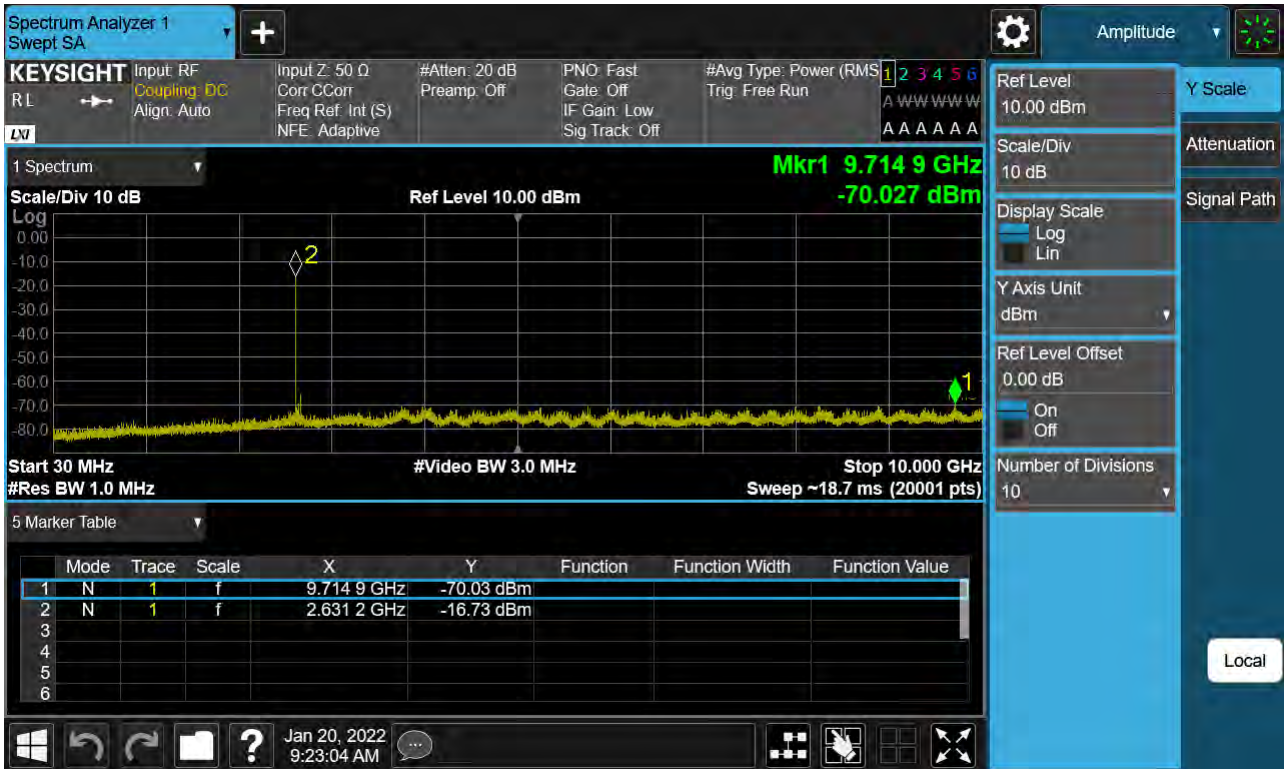 Spectrum Analyzer 1
Swept SA
+
Amplitude
KEYSIGHT
RL
LXI
Input: RF
Coupling: DC
Align: Auto
Input Z: 50 Ω
Corr CCorr
Freq Ref: Int (S)
NFE: Adaptive
#Atten: 20 dB
Preamp: Off
PNO: Fast
Gate: Off
IF Gain: Low
Sig Track: Off
#Avg Type: Power (RMS
Trig: Free Run
1 2 3 4 5 6
A W W W W W
A A A A A A
1 Spectrum
Mkr1 9.714 9 GHz
-70.027 dBm
Scale/Div 10 dB
Ref Level 10.00 dBm
Log
0.00
-10.0
-20.0
-30.0
-40.0
-50.0
-60.0
-70.0
-80.0
2
1
Start 30 MHz
#Video BW 3.0 MHz
Stop 10.000 GHz
#Res BW 1.0 MHz
Sweep ~18.7 ms (20001 pts)
5 Marker Table
Mode Trace Scale X Y Function Function Width Function Value
1 N 1 f 9.714 9 GHz -70.03 dBm
2 N 1 f 2.631 2 GHz -16.73 dBm
3
4
5
6
Ref Level
10.00 dBm
Scale/Div
10 dB
Display Scale
Log
Lin
Y Axis Unit
dBm
Ref Level Offset
0.00 dB
On
Off
Number of Divisions
10
Y Scale
Attenuation
Signal Path
Local
?
Jan 20, 2022
9:23:04 AM